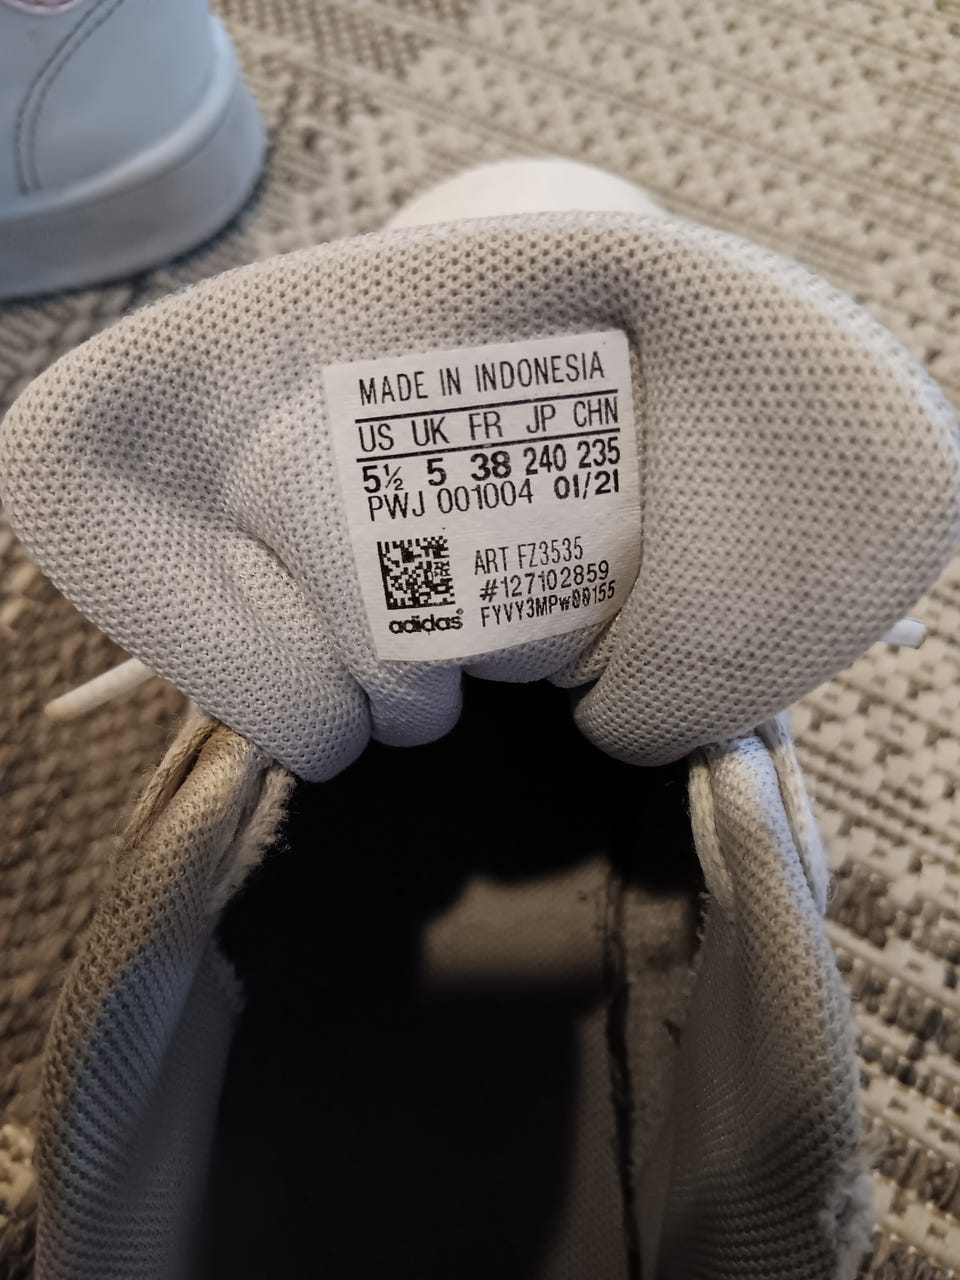 MADE IN INDONESIA
US UK FR JP CHN
5½ 5 38 240 235
PWJ 001004 01/21
ART FZ3535
#127102859
FYVY3MPW00155
adidas